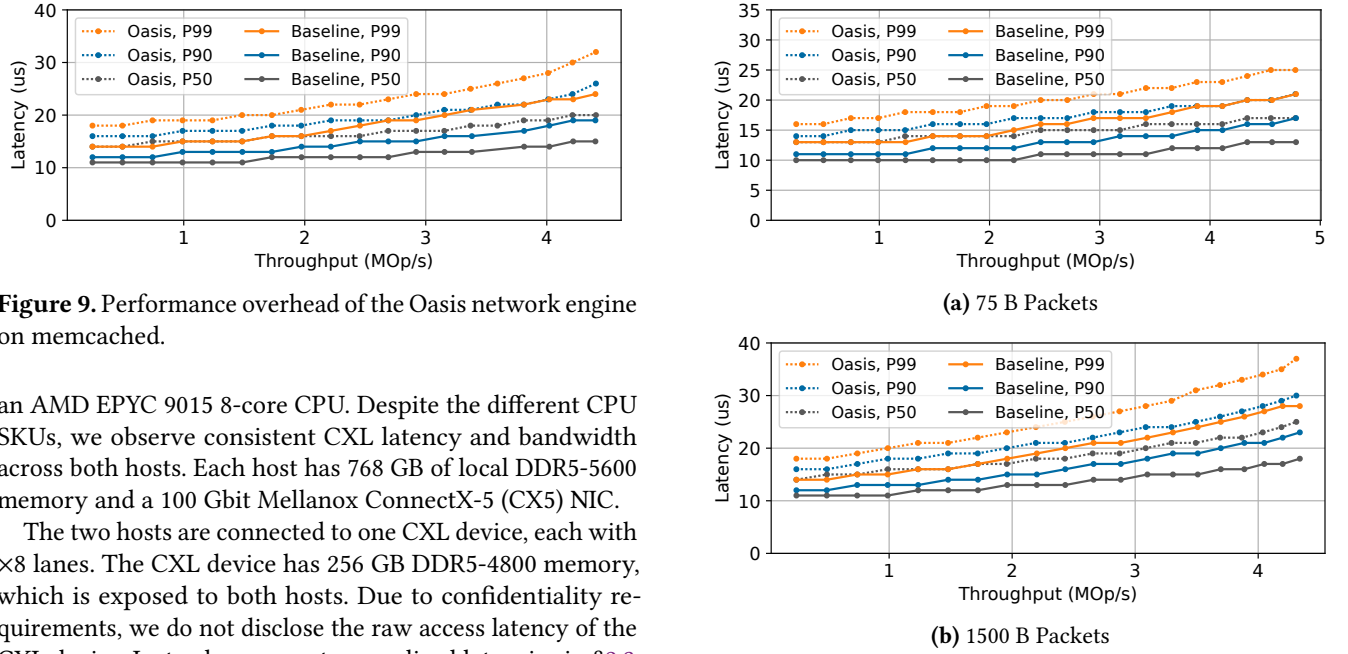 40
30
20
10
0
Latency (us)
Oasis, P99
Oasis, P90
Oasis, P50
Baseline, P99
Baseline, P90
Baseline, P50
1 2 3 4
Throughput (MOp/s)
Figure 9. Performance overhead of the Oasis network engine
on memcached.
an AMD EPYC 9015 8-core CPU. Despite the different CPU
SKUs, we observe consistent CXL latency and bandwidth
across both hosts. Each host has 768 GB of local DDR5-5600
memory and a 100 Gbit Mellanox ConnectX-5 (CX5) NIC.
The two hosts are connected to one CXL device, each with
×8 lanes. The CXL device has 256 GB DDR5-4800 memory,
which is exposed to both hosts. Due to confidentiality re-
quirements, we do not disclose the raw access latency of the
35
30
25
20
15
10
5
0
Latency (us)
Oasis, P99
Oasis, P90
Oasis, P50
Baseline, P99
Baseline, P90
Baseline, P50
1 2 3 4 5
Throughput (MOp/s)
(a) 75 B Packets
40
30
20
10
0
Latency (us)
Oasis, P99
Oasis, P90
Oasis, P50
Baseline, P99
Baseline, P90
Baseline, P50
1 2 3 4
Throughput (MOp/s)
(b) 1500 B Packets